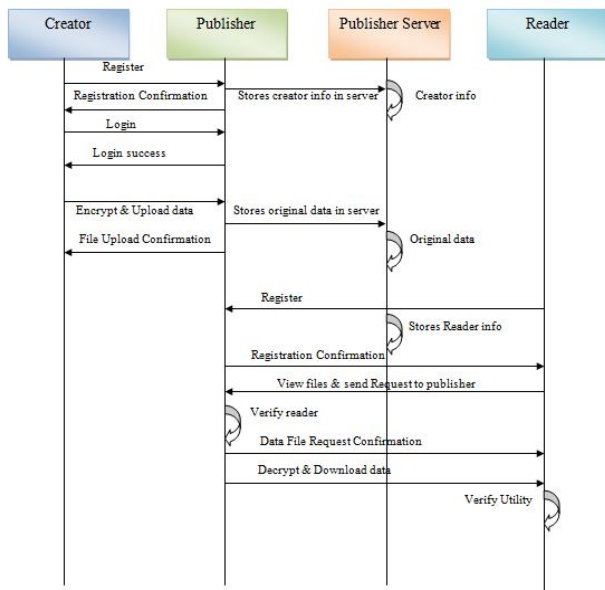 Creator
Publisher
Publisher Server
Reader
Register
Registration Confirmation
Stores creator info in server
Creator info
Login
Login success
Encrypt & Upload data
Stores original data in server
File Upload Confirmation
Original data
Register
Stores Reader info
Registration Confirmation
View files & send Request to publisher
Verify reader
Data File Request Confirmation
Decrypt & Download data
Verify Utility